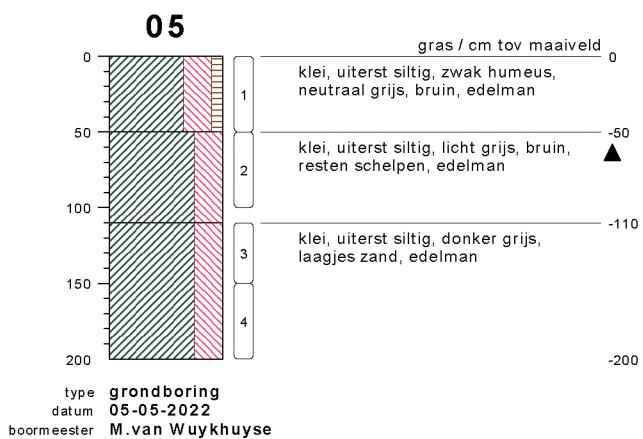 05
gras / cm tov maaiveld
0
0
klei, uiterst siltig, zwak humeus,
neutraal grijs, bruin, edelman
1
50
-50
klei, uiterst siltig, licht grijs, bruin,
resten schelpen, edelman
2
100
-110
klei, uiterst siltig, donker grijs,
laagjes zand, edelman
3
150
4
200
-200
type grondboring
datum 05-05-2022
boormeester M.van Wuykhuyse